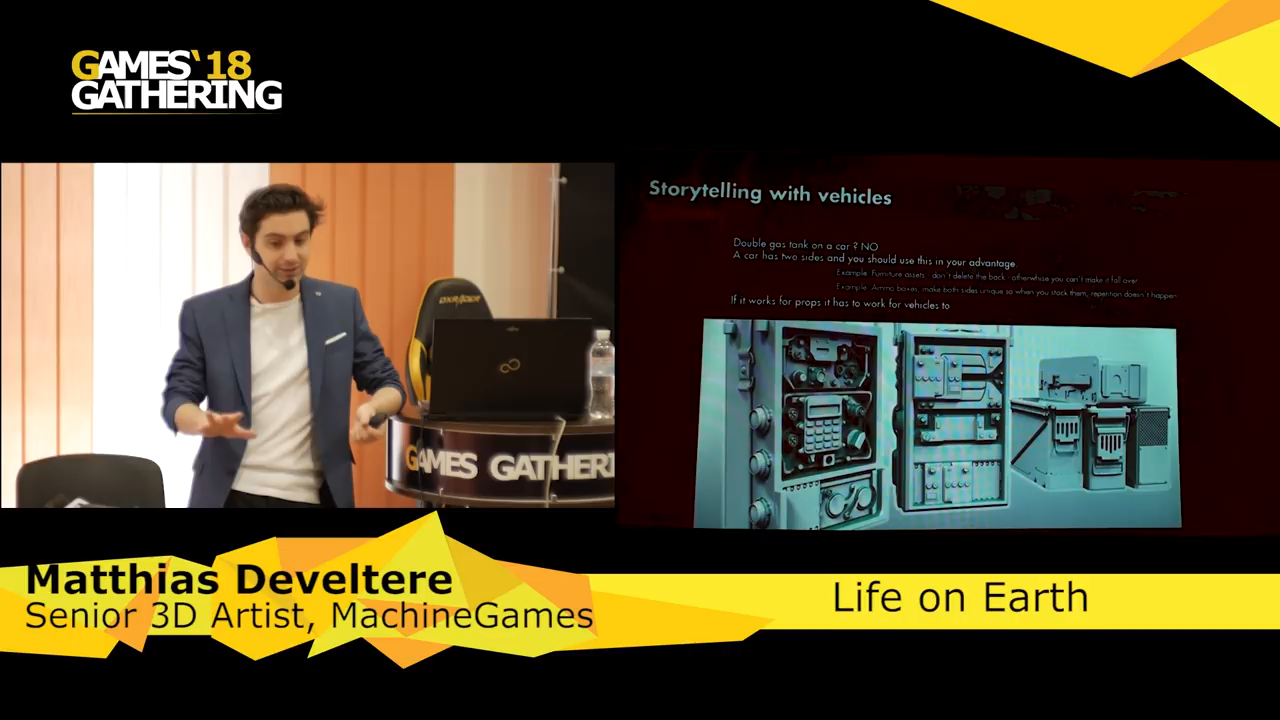 GAMES‘18
GATHERING
Storytelling with vehicles
Double gas tank on a car ? NO
A car has two sides and you should use this in your advantage.
Example: Furniture assets - don't delete the back - otherwhise you can't make it fall over.
Example: Ammo boxes, make both sides unique so when you stack them, repetition doesn't happen
If it works for props it has to work for vehicles to
DXRACER
GAMES GATHERI
Matthias Develtere
Senior 3D Artist, MachineGames
Life on Earth